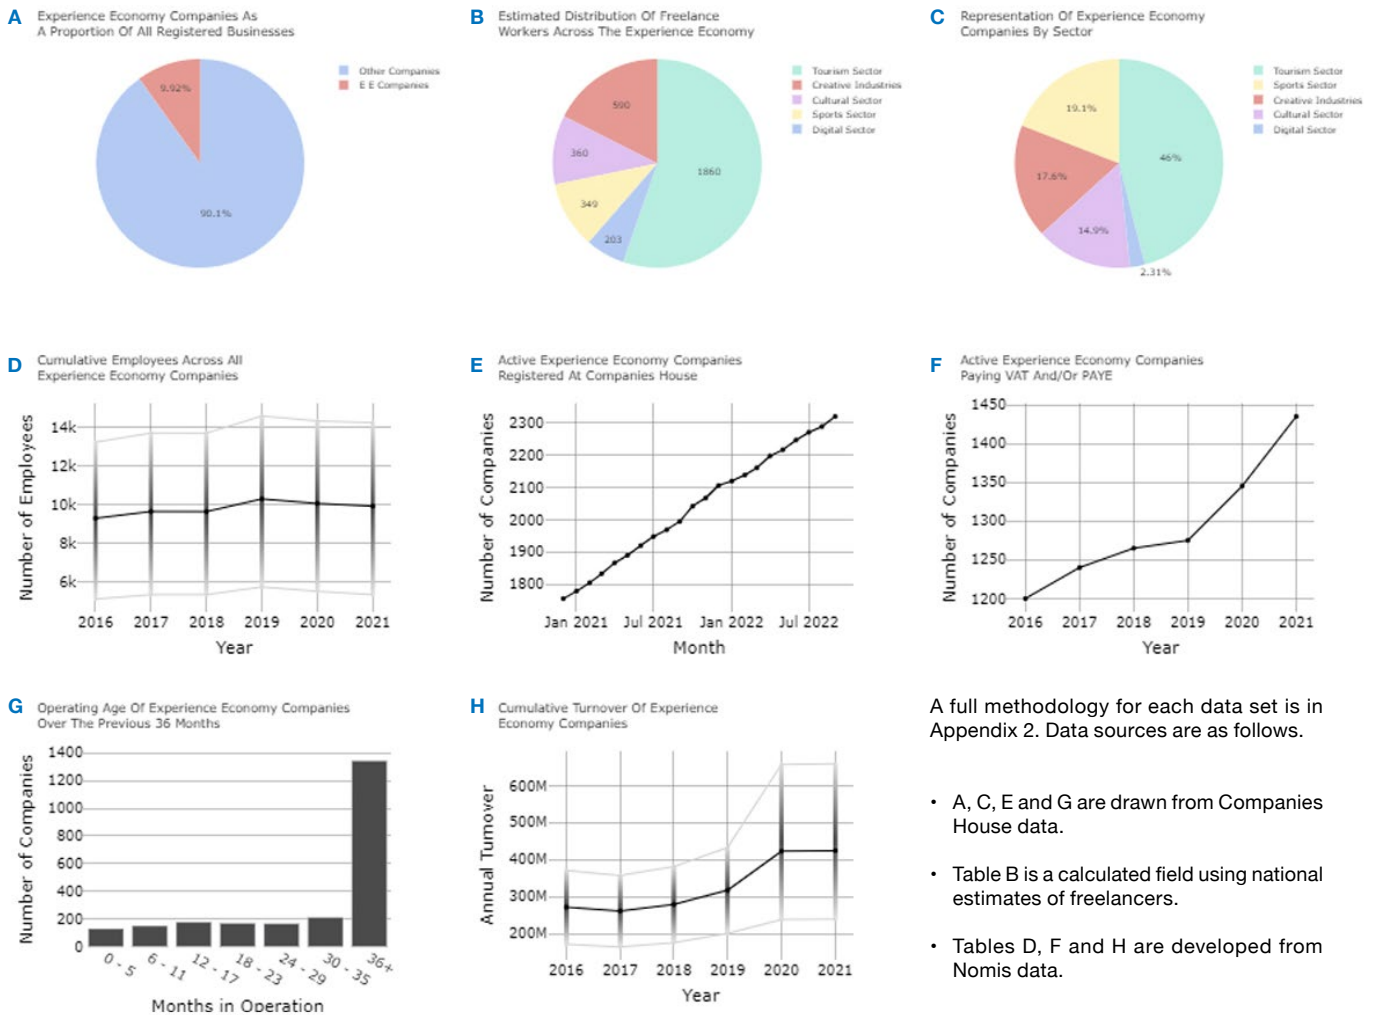 A Experience Economy Companies As
A Proportion Of All Registered Businesses
Other Companies
E E Companies
9.92%
90.1%
B Estimated Distribution Of Freelance
Workers Across The Experience Economy
Tourism Sector
Creative Industries
Cultural Sector
Sports Sector
Digital Sector
590
360
349
203
1860
C Representation Of Experience Economy
Companies By Sector
Tourism Sector
Sports Sector
Creative Industries
Cultural Sector
Digital Sector
19.1%
46%
17.6%
14.9%
2.31%
D Cumulative Employees Across All
Experience Economy Companies
Number of Employees
14k
12k
10k
8k
6k
2016 2017 2018 2019 2020 2021
Year
E Active Experience Economy Companies
Registered At Companies House
Number of Companies
2300
2200
2100
2000
1900
1800
Jan 2021 Jul 2021 Jan 2022 Jul 2022
Month
F Active Experience Economy Companies
Paying VAT And/Or PAYE
Number of Companies
1450
1400
1350
1300
1250
1200
2016 2017 2018 2019 2020 2021
Year
G Operating Age Of Experience Economy Companies
Over The Previous 36 Months
Number of Companies
1400
1200
1000
800
600
400
200
0
0 - 5 6 - 11 12 - 17 18 - 23 24 - 29 30 - 35 36+
Months in Operation
H Cumulative Turnover Of Experience
Economy Companies
Annual Turnover
600M
500M
400M
300M
200M
2016 2017 2018 2019 2020 2021
Year
A full methodology for each data set is in
Appendix 2. Data sources are as follows.
• A, C, E and G are drawn from Companies
House data.
• Table B is a calculated field using national
estimates of freelancers.
• Tables D, F and H are developed from
Nomis data.